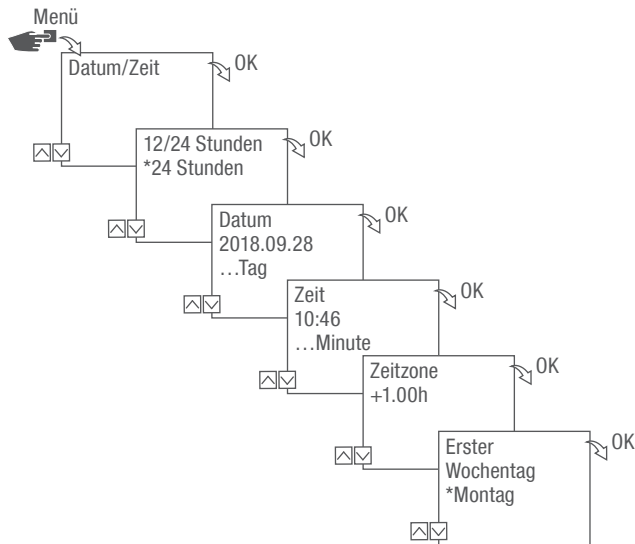 Menü
Datum/Zeit
OK
12/24 Stunden
*24 Stunden
OK
Datum
2018.09.28
…Tag
OK
Zeit
10:46
…Minute
OK
Zeitzone
+1.00h
OK
Erster
Wochentag
*Montag
OK